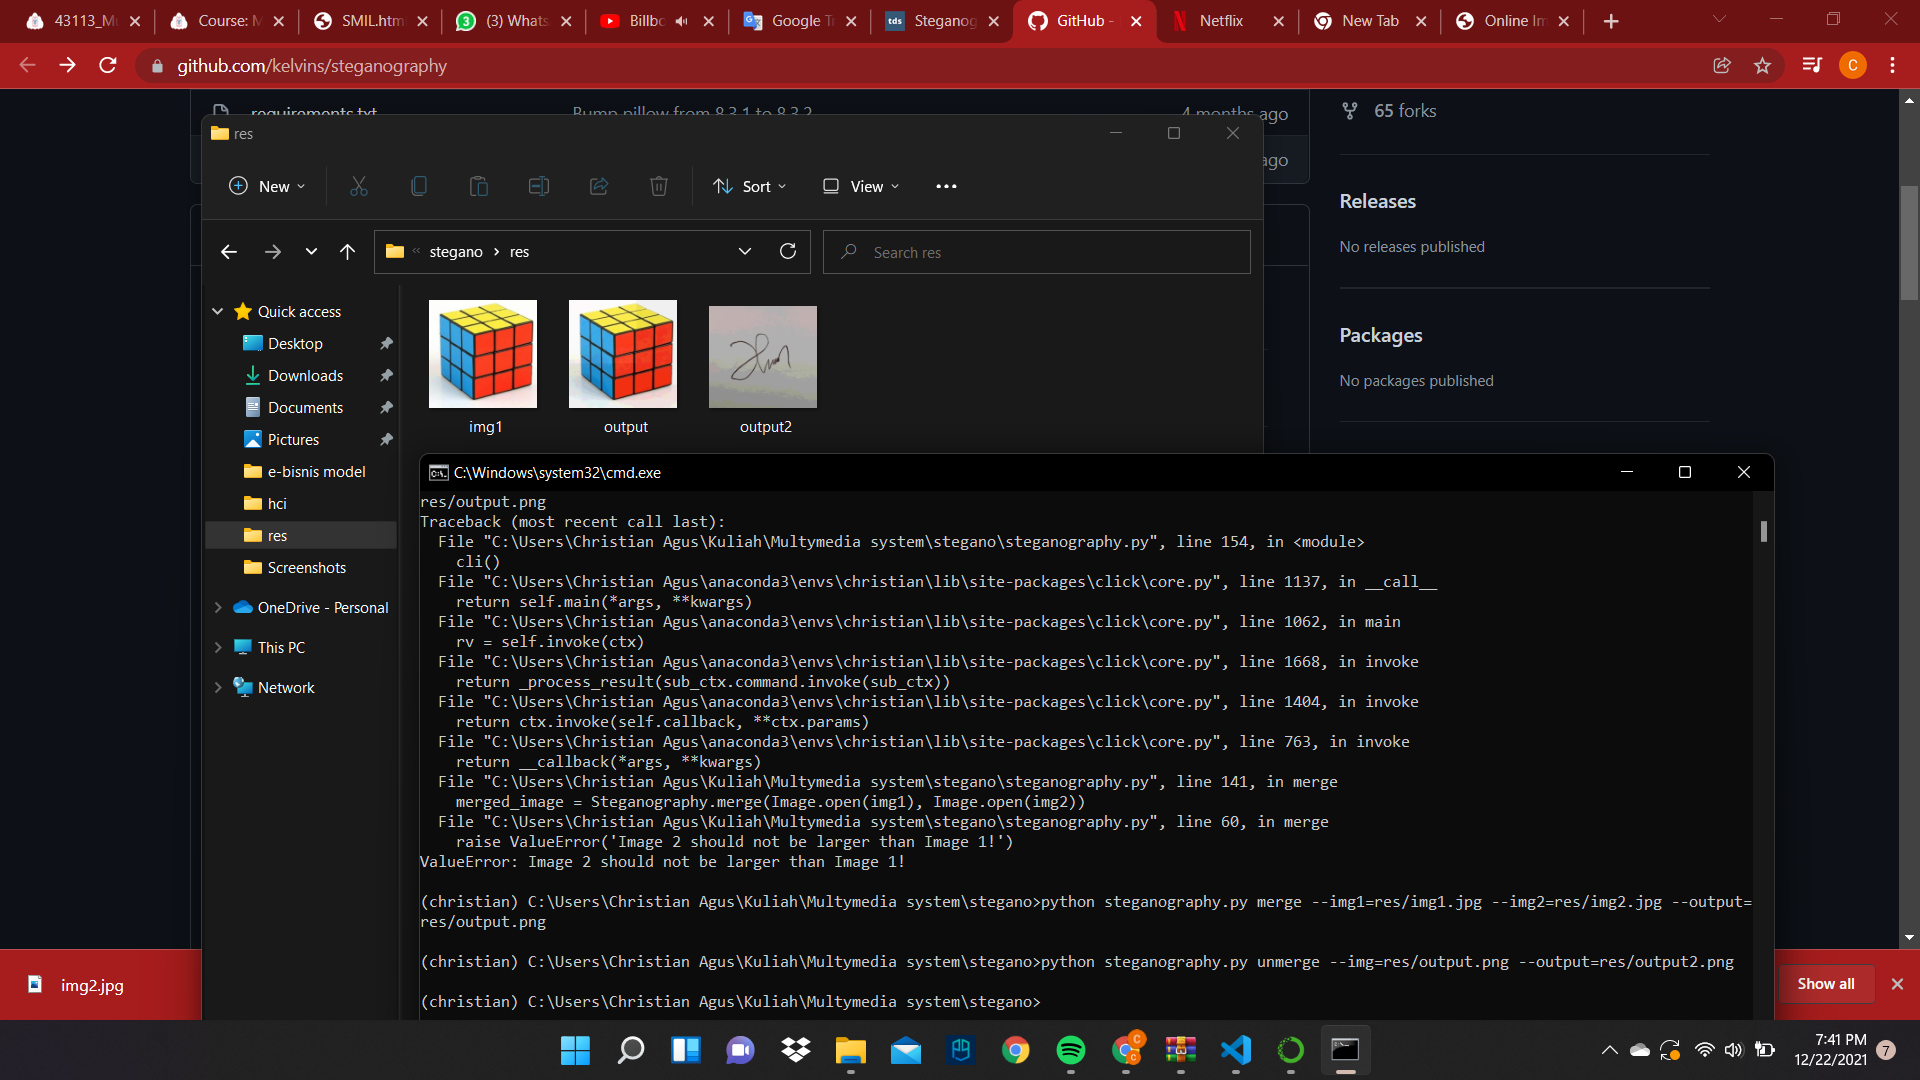 43113_Mu
Course: M
SMIL.htm
(3) Whats
Billbo
Google Tr
Steganog
GitHub -
Netflix
New Tab
Online Im
github.com/kelvins/steganography
C
requirements.txt
Bump pillow from 8.3.1 to 8.3.2
4 months ago
ago
65 forks
Releases
No releases published
Packages
No packages published
res
New
Sort
View
stegano
res
Search res
Quick access
Desktop
Downloads
Documents
Pictures
e-bisnis model
hci
res
Screenshots
OneDrive - Personal
This PC
Network
img1
output
output2
C:\Windows\system32\cmd.exe
res/output.png
Traceback (most recent call last):
File "C:\Users\Christian Agus\Kuliah\Multymedia system\stegano\steganography.py", line 154, in <module>
cli()
File "C:\Users\Christian Agus\anaconda3\envs\christian\lib\site-packages\click\core.py", line 1137, in __call__
return self.main(*args, **kwargs)
File "C:\Users\Christian Agus\anaconda3\envs\christian\lib\site-packages\click\core.py", line 1062, in main
rv = self.invoke(ctx)
File "C:\Users\Christian Agus\anaconda3\envs\christian\lib\site-packages\click\core.py", line 1668, in invoke
return _process_result(sub_ctx.command.invoke(sub_ctx))
File "C:\Users\Christian Agus\anaconda3\envs\christian\lib\site-packages\click\core.py", line 1404, in invoke
return ctx.invoke(self.callback, **ctx.params)
File "C:\Users\Christian Agus\anaconda3\envs\christian\lib\site-packages\click\core.py", line 763, in invoke
return __callback(*args, **kwargs)
File "C:\Users\Christian Agus\Kuliah\Multymedia system\stegano\steganography.py", line 141, in merge
merged_image = Steganography.merge(Image.open(img1), Image.open(img2))
File "C:\Users\Christian Agus\Kuliah\Multymedia system\stegano\steganography.py", line 60, in merge
raise ValueError('Image 2 should not be larger than Image 1!')
ValueError: Image 2 should not be larger than Image 1!
(christian) C:\Users\Christian Agus\Kuliah\Multymedia system\stegano>python steganography.py merge --img1=res/img1.jpg --img2=res/img2.jpg --output=
res/output.png
(christian) C:\Users\Christian Agus\Kuliah\Multymedia system\stegano>python steganography.py unmerge --img=res/output.png --output=res/output2.png
(christian) C:\Users\Christian Agus\Kuliah\Multymedia system\stegano>
img2.jpg
Show all
7:41 PM
12/22/2021
7